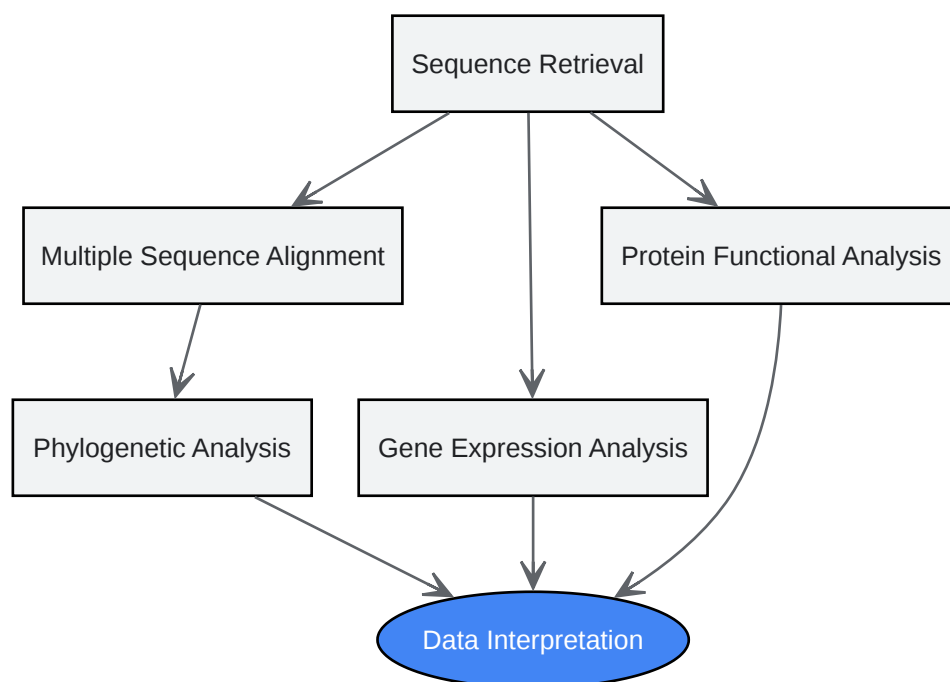 Sequence Retrieval
Multiple Sequence Alignment
Protein Functional Analysis
Phylogenetic Analysis
Gene Expression Analysis
Data Interpretation